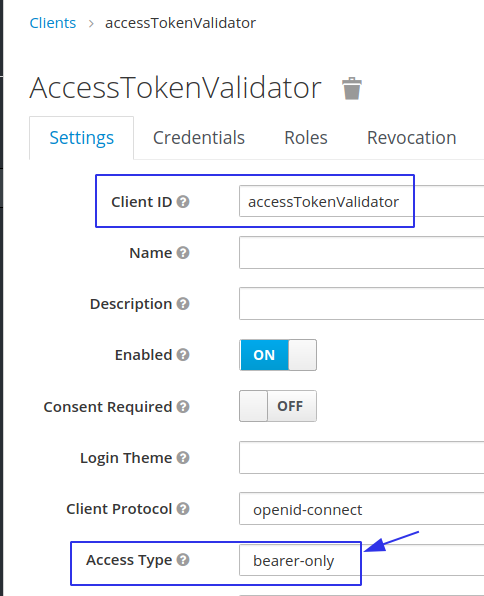 Clients > accessTokenValidator
AccessTokenValidator
Settings Credentials Roles Revocation
Client ID ? accessTokenValidator
Name ?
Description ?
Enabled ? ON
Consent Required ? OFF
Login Theme ?
Client Protocol ? openid-connect
Access Type ? bearer-only